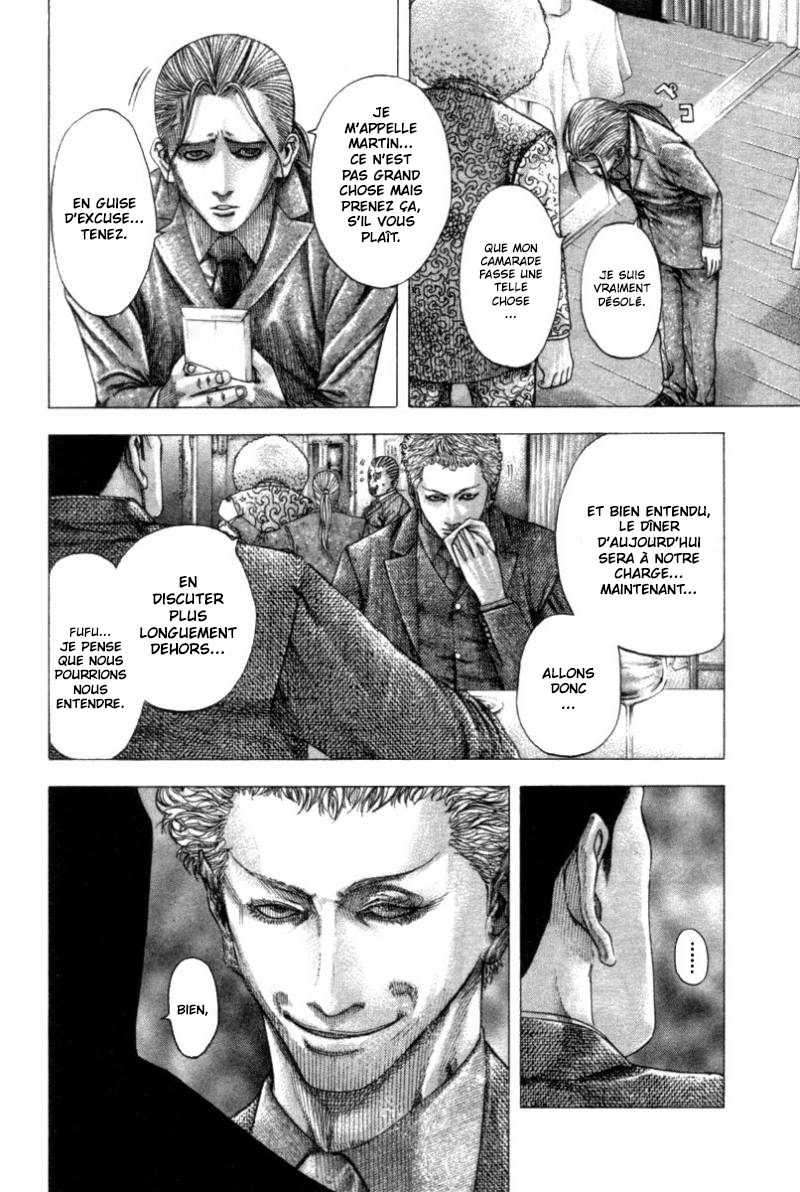 JE SUIS
VRAIMENT
DÉSOLÉ.
QUE MON
CAMARADE
FASSE UNE
TELLE
CHOSE
...
ペコ
JE
M'APPELLE
MARTIN...
CE N'EST
PAS GRAND
CHOSE MAIS
PRENEZ ÇA,
S'IL VOUS
PLAÎT.
EN GUISE
D'EXCUSE...
TENEZ.
ET BIEN ENTENDU,
LE DÎNER
D'AUJOURD'HUI
SERA À NOTRE
CHARGE...
MAINTENANT...
ALLONS
DONC
...
EN
DISCUTER
PLUS
LONGUEMENT
DEHORS...
FUFU...
JE PENSE
QUE NOUS
POURRIONS
NOUS
ENTENDRE.
........
BIEN,